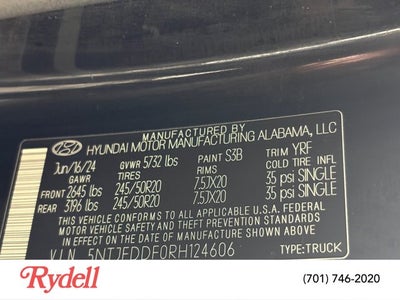 MANUFACTURED BY
HYUNDAI MOTOR MANUFACTURING ALABAMA, LLC
Jun/16/24 GVWR 5732 lbs PAINT S3B TRIM YRF
GAWR TIRES RIMS COLD TIRE INFL
FRONT 2645 lbs 245/50R20 7.5JX20 35 psi SINGLE
REAR 3196 lbs 245/50R20 7.5JX20 35 psi SINGLE
THIS VEHICLE CONFORMS TO ALL APPLICABLE U.S. FEDERAL
MOTOR VEHICLE SAFETY AND THEFT PREVENTION STANDARDS
IN EFFECT ON THE DATE OF MANUFACTURE SHOWN ABOVE.
V.I.N. 5NTJEDDF0RH124606 TYPE:TRUCK
Rydell
(701) 746-2020